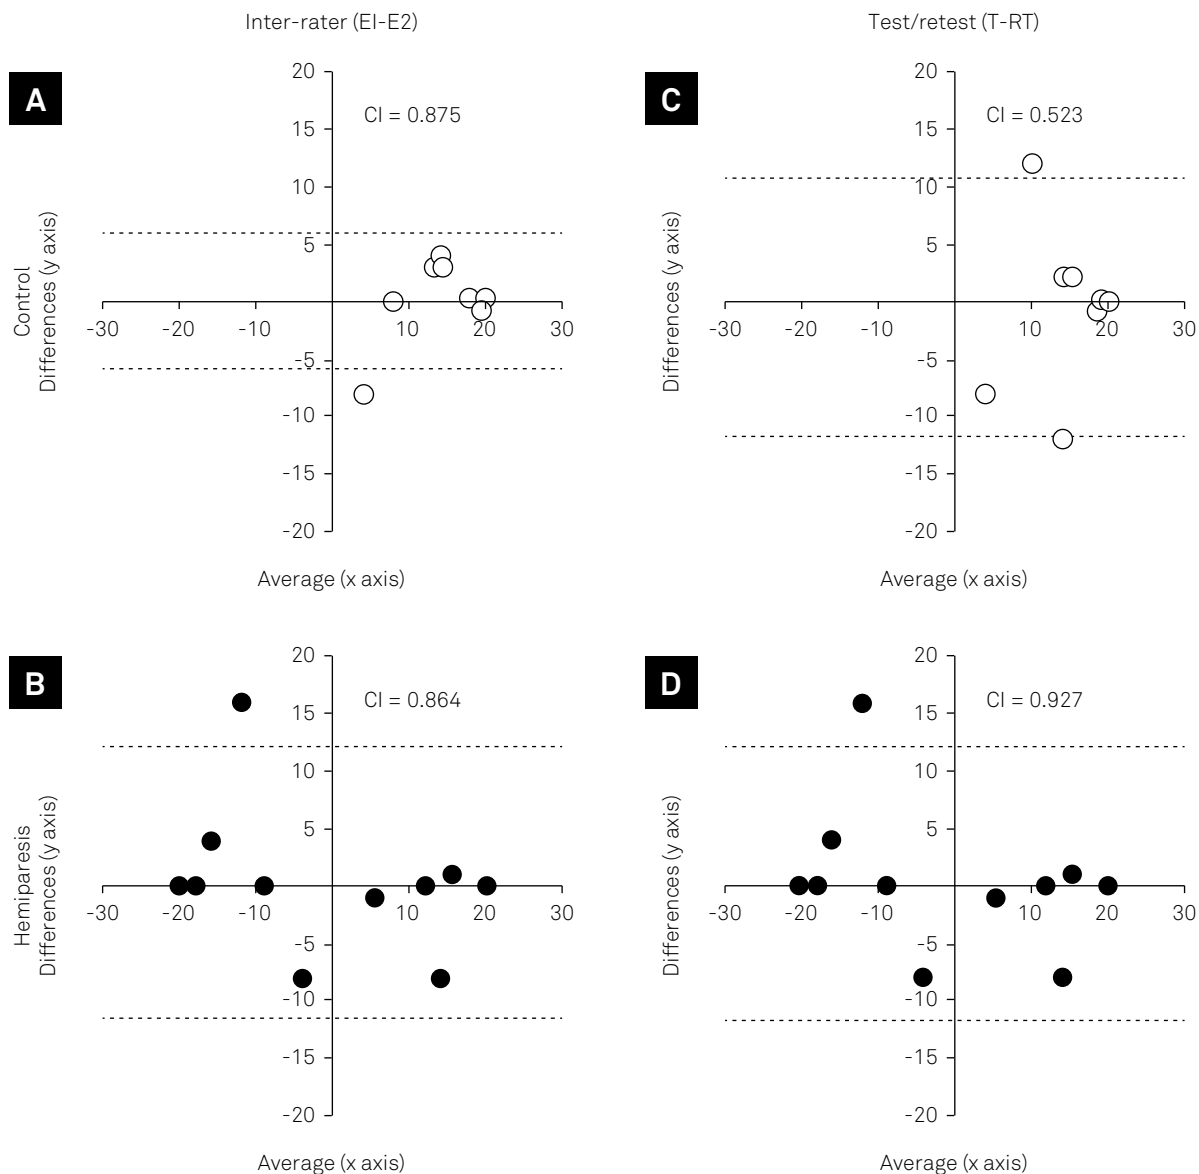 Inter-rater (EI-E2)
Test/retest (T-RT)
A
CI = 0.875
20
15
10
5
-5
-10
-15
-20
-30
-20
-10
10
20
30
Control
Differences (y axis)
Average (x axis)
C
CI = 0.523
20
15
10
5
-5
-10
-15
-20
-30
-20
-10
10
20
30
Differences (y axis)
Average (x axis)
B
CI = 0.864
20
15
10
5
-5
-10
-15
-20
-30
-20
-10
10
20
30
Hemiparesis
Differences (y axis)
Average (x axis)
D
CI = 0.927
20
15
10
5
-5
-10
-15
-20
-30
-20
-10
10
20
30
Differences (y axis)
Average (x axis)